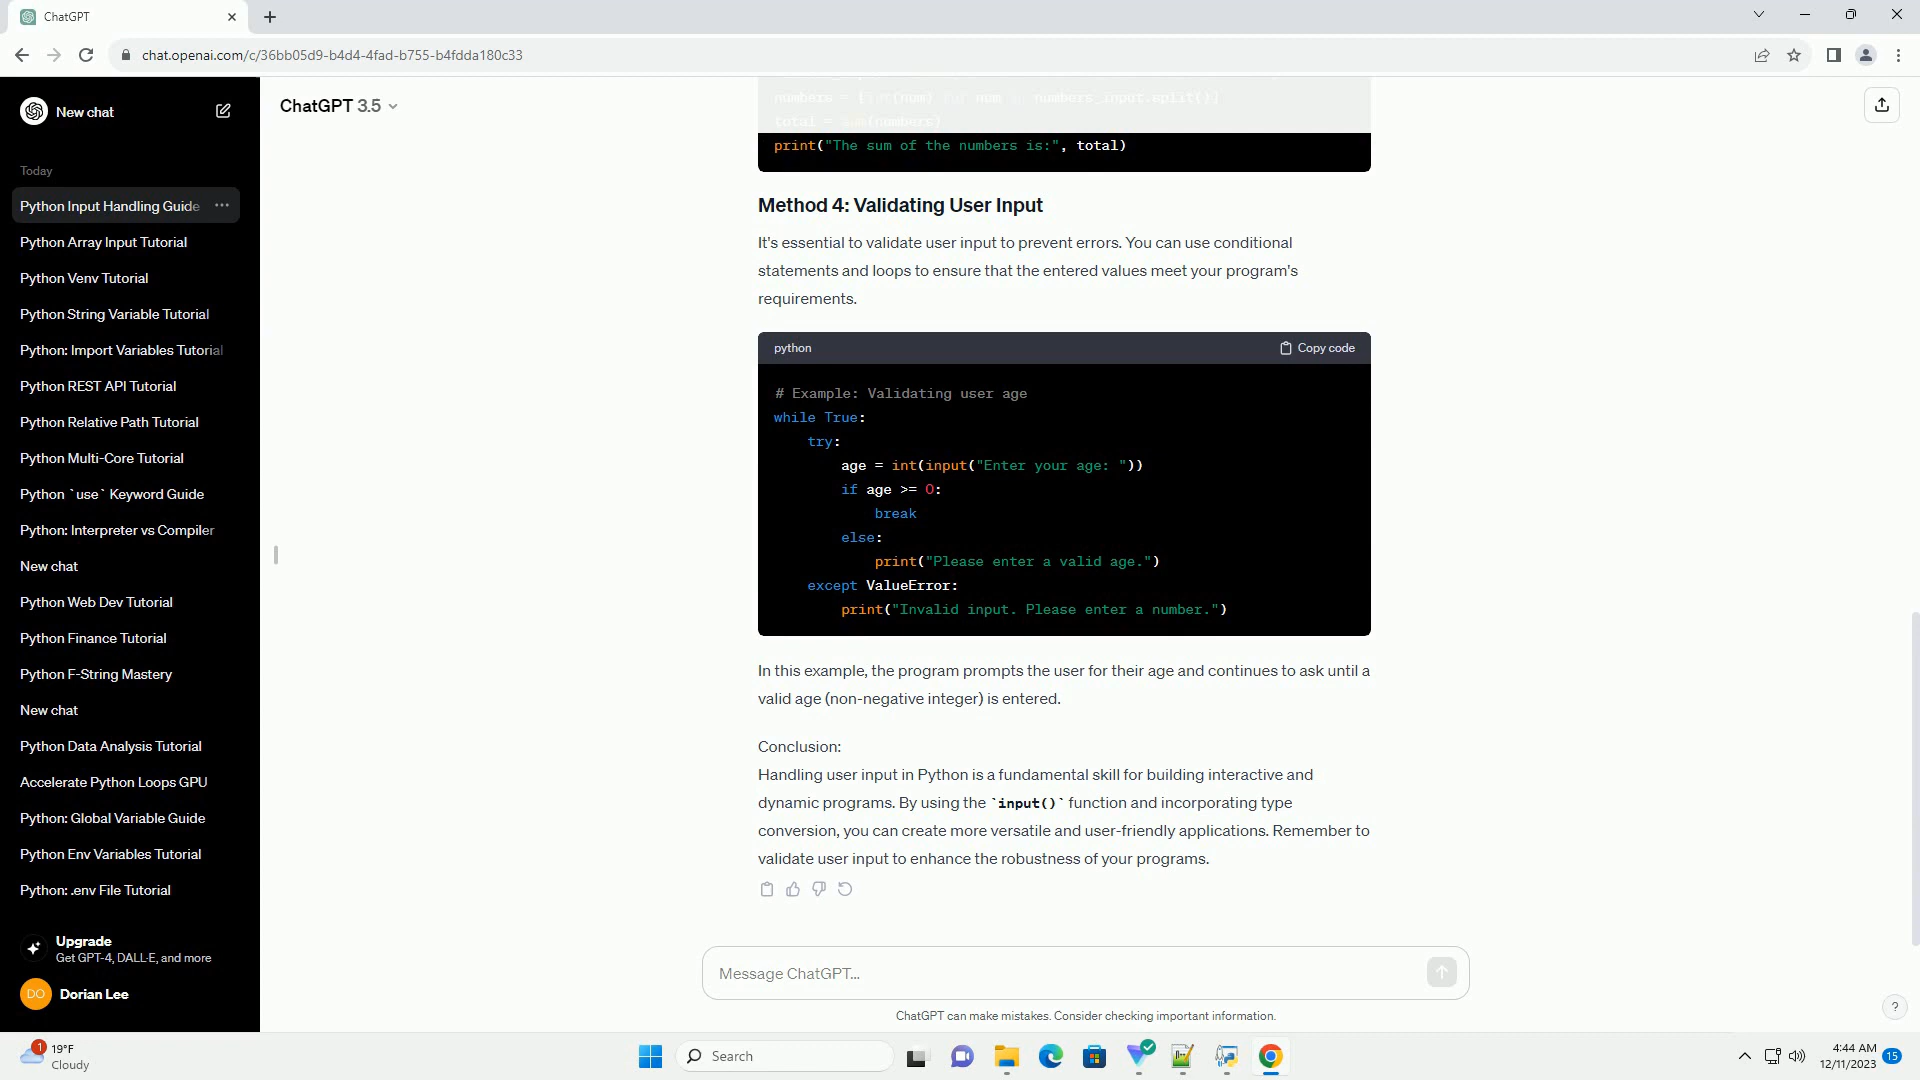 ChatGPT
chat.openai.com/c/36bb05d9-b4d4-4fad-b755-b4fdda180c33
New chat
Today
Python Input Handling Guide
Python Array Input Tutorial
Python Venv Tutorial
Python String Variable Tutorial
Python: Import Variables Tutorial
Python REST API Tutorial
Python Relative Path Tutorial
Python Multi-Core Tutorial
Python `use` Keyword Guide
Python: Interpreter vs Compiler
New chat
Python Web Dev Tutorial
Python Finance Tutorial
Python F-String Mastery
New chat
Python Data Analysis Tutorial
Accelerate Python Loops GPU
Python: Global Variable Guide
Python Env Variables Tutorial
Python: .env File Tutorial
Upgrade
Get GPT-4, DALL·E, and more
DO Dorian Lee
ChatGPT 3.5
numbers = [int(num) for num in numbers_input.split()]
total = sum(numbers)
print("The sum of the numbers is:", total)
Method 4: Validating User Input
It's essential to validate user input to prevent errors. You can use conditional
statements and loops to ensure that the entered values meet your program's
requirements.
python Copy code
# Example: Validating user age
while True:
try:
age = int(input("Enter your age: "))
if age >= 0:
break
else:
print("Please enter a valid age.")
except ValueError:
print("Invalid input. Please enter a number.")
In this example, the program prompts the user for their age and continues to ask until a
valid age (non-negative integer) is entered.
Conclusion:
Handling user input in Python is a fundamental skill for building interactive and
dynamic programs. By using the `input()` function and incorporating type
conversion, you can create more versatile and user-friendly applications. Remember to
validate user input to enhance the robustness of your programs.
Message ChatGPT...
ChatGPT can make mistakes. Consider checking important information.
?
1
19°F
Cloudy
Search
4:44 AM
12/11/2023
15